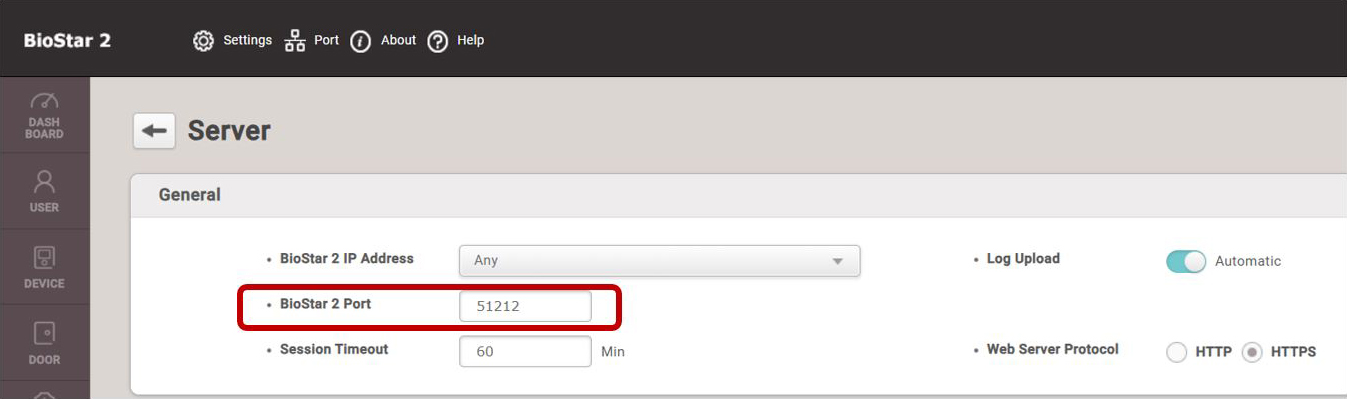 BioStar 2
Settings Port About Help
DASH
BOARD
USER
DEVICE
DOOR
Server
General
• BioStar 2 IP Address Any • Log Upload Automatic
• BioStar 2 Port 51212
• Session Timeout 60 Min • Web Server Protocol HTTP HTTPS